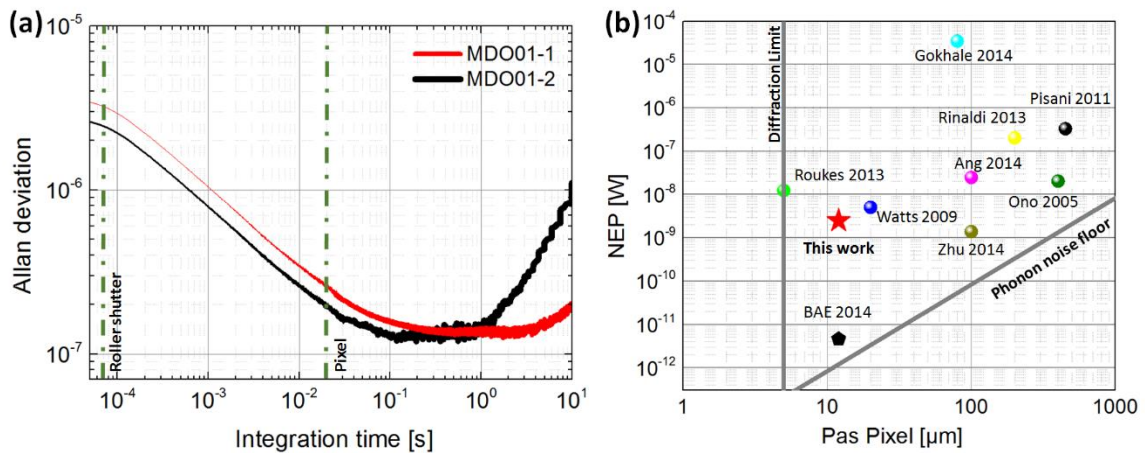 (a)
10⁻⁵
10⁻⁶
10⁻⁷
Allan deviation
MDO01-1
MDO01-2
Roller shutter
Pixel
10⁻⁴
10⁻³
10⁻²
10⁻¹
10⁰
10¹
Integration time [s]
(b)
10⁻⁴
10⁻⁵
10⁻⁶
10⁻⁷
10⁻⁸
10⁻⁹
10⁻¹⁰
10⁻¹¹
10⁻¹²
NEP [W]
Diffraction Limit
Gokhale 2014
Pisani 2011
Rinaldi 2013
Ang 2014
Roukes 2013
Ono 2005
Watts 2009
This work
Zhu 2014
Phonon noise floor
BAE 2014
1
10
100
1000
Pas Pixel [µm]